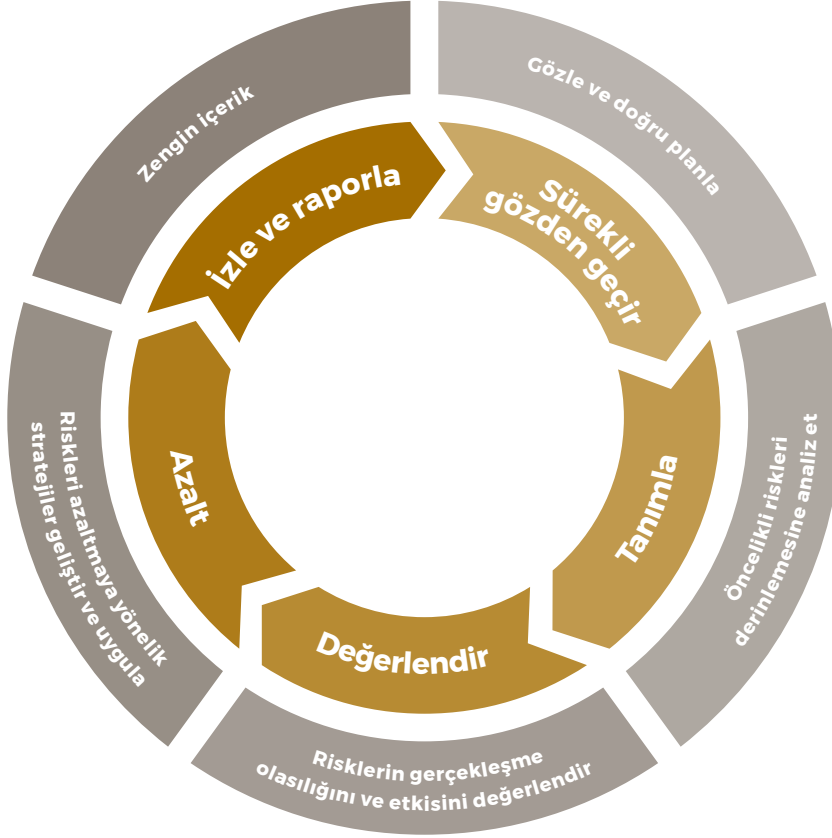 Zengin içerik
Gözle ve doğru planla
İzle ve raporla
Sürekli
gözden geçir
Azalt
Tanımla
Değerlendir
Riskleri azaltmaya yönelik
stratejiler geliştir ve uygula
Öncelikli riskleri
derinlemesine analiz et
Risklerin gerçekleşme
olasılığını ve etkisini değerlendir